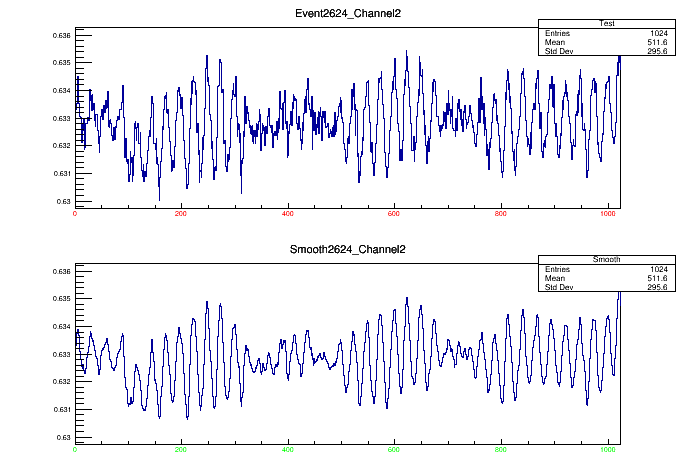 Event2624_Channel2
Test
Entries 1024
Mean 511.6
Std Dev 295.6
0.636
0.635
0.634
0.633
0.632
0.631
0.63
0 200 400 600 800 1000
Smooth2624_Channel2
Smooth
Entries 1024
Mean 511.6
Std Dev 295.6
0.636
0.635
0.634
0.633
0.632
0.631
0.63
0 200 400 600 800 1000